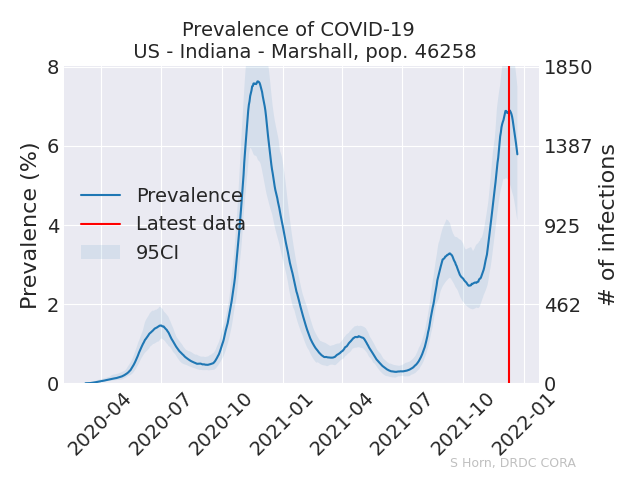 Prevalence of COVID-19
US - Indiana - Marshall, pop. 46258
8
6
4
2
0
Prevalence (%)
1850
1387
925
462
0
# of infections
Prevalence
Latest data
95CI
2020-04
2020-07
2020-10
2021-01
2021-04
2021-07
2021-10
2022-01
S Horn, DRDC CORA